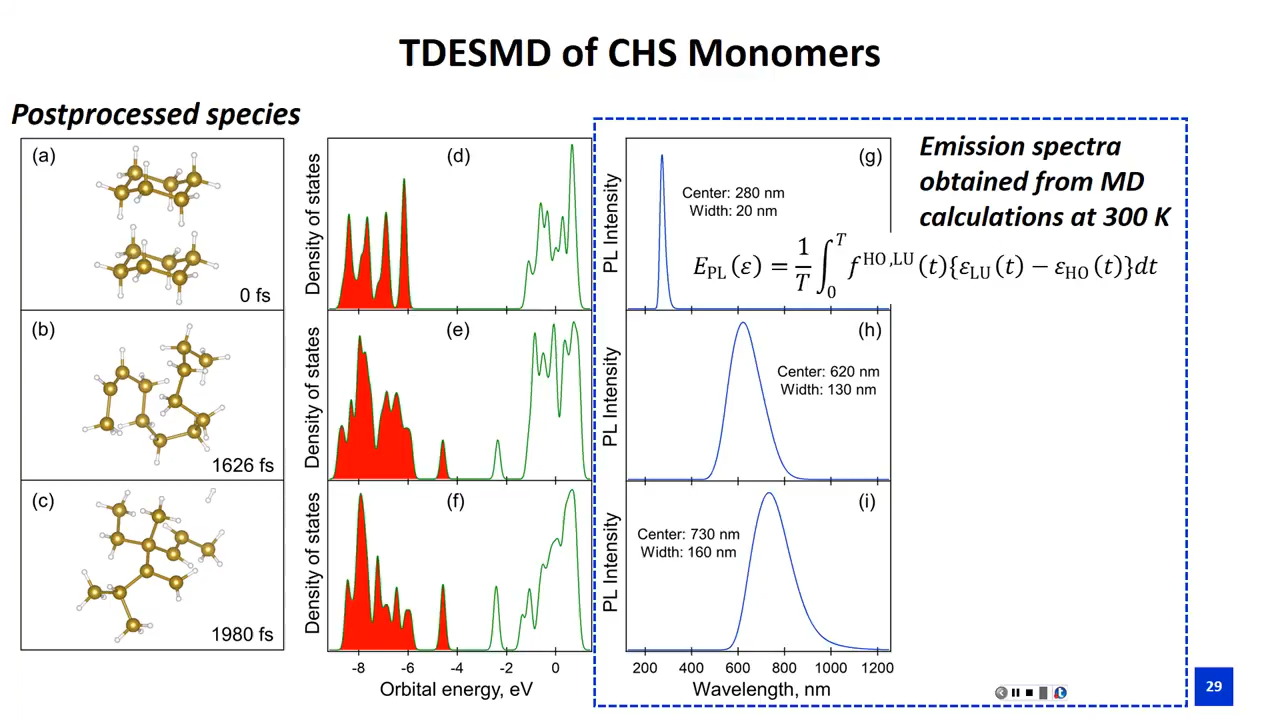 TDESMD of CHS Monomers
Postprocessed species
(a)
0 fs
(b)
1626 fs
(c)
1980 fs
Density of states
(d)
Density of states
(e)
Density of states
(f)
-8 -6 -4 -2 0
Orbital energy, eV
PL Intensity
(g)
Center: 280 nm
Width: 20 nm
Emission spectra
obtained from MD
calculations at 300 K
E_PL(ε) = 1/T ∫_0^T f^{HO,LU}(t){ε_LU(t) − ε_HO(t)}dt
PL Intensity
(h)
Center: 620 nm
Width: 130 nm
PL Intensity
(i)
Center: 730 nm
Width: 160 nm
200 400 600 800 1000 1200
Wavelength, nm
29